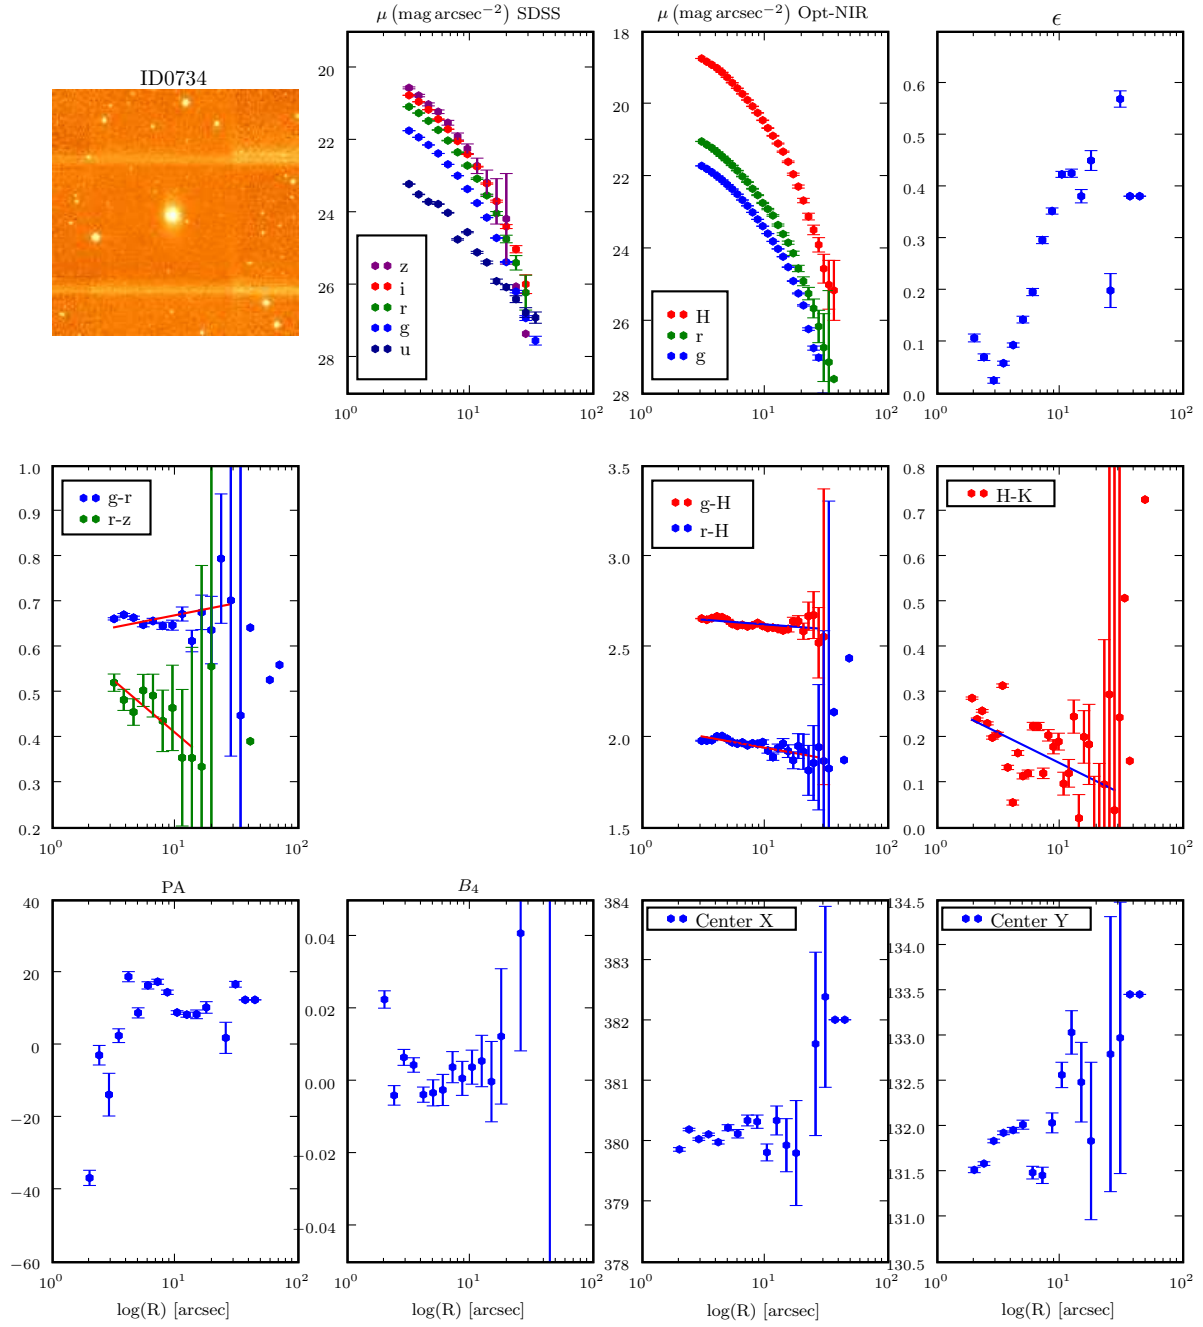 μ (mag arcsec⁻²) SDSS
μ (mag arcsec⁻²) Opt-NIR
ϵ
ID0734
20
22
24
26
28
z
i
r
g
u
10⁰ 10¹ 10²
18
20
22
24
26
28
H
r
g
10⁰ 10¹ 10²
0.6
0.5
0.4
0.3
0.2
0.1
0.0
10⁰ 10¹ 10²
1.0
0.9
0.8
0.7
0.6
0.5
0.4
0.3
0.2
g-r
r-z
10⁰ 10¹ 10²
3.5
3.0
2.5
2.0
1.5
g-H
r-H
10⁰ 10¹ 10²
0.8
0.7
0.6
0.5
0.4
0.3
0.2
0.1
0.0
H-K
10⁰ 10¹ 10²
PA
40
20
0
−20
−40
−60
10⁰ 10¹ 10²
log(R) [arcsec]
B₄
0.04
0.02
0.00
−0.02
−0.04
10⁰ 10¹ 10²
log(R) [arcsec]
Center X
384
383
382
381
380
379
378
10⁰ 10¹ 10²
log(R) [arcsec]
Center Y
134.5
134.0
133.5
133.0
132.5
132.0
131.5
131.0
130.5
10⁰ 10¹ 10²
log(R) [arcsec]